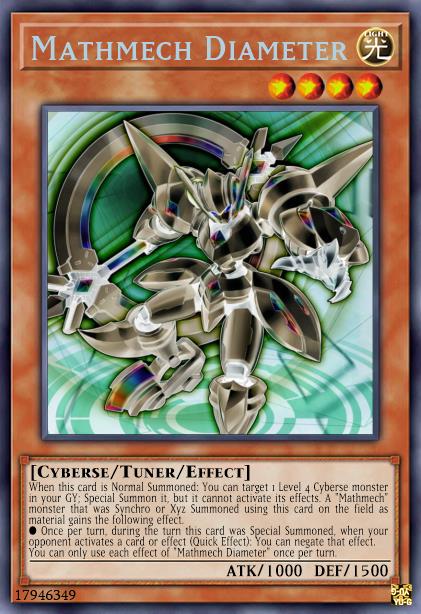 MATHMECH DIAMETER
LIGHT
光
[CYBERSE/TUNER/EFFECT]
When this card is Normal Summoned: You can target 1 Level 4 Cyberse monster
in your GY; Special Summon it, but it cannot activate its effects. A "Mathmech"
monster that was Synchro or Xyz Summoned using this card on the field as
material gains the following effect.
● Once per turn, during the turn this card was Special Summoned, when your
opponent activates a card or effect (Quick Effect): You can negate that effect.
You can only use each effect of "Mathmech Diameter" once per turn.
ATK/1000 DEF/1500
17946349